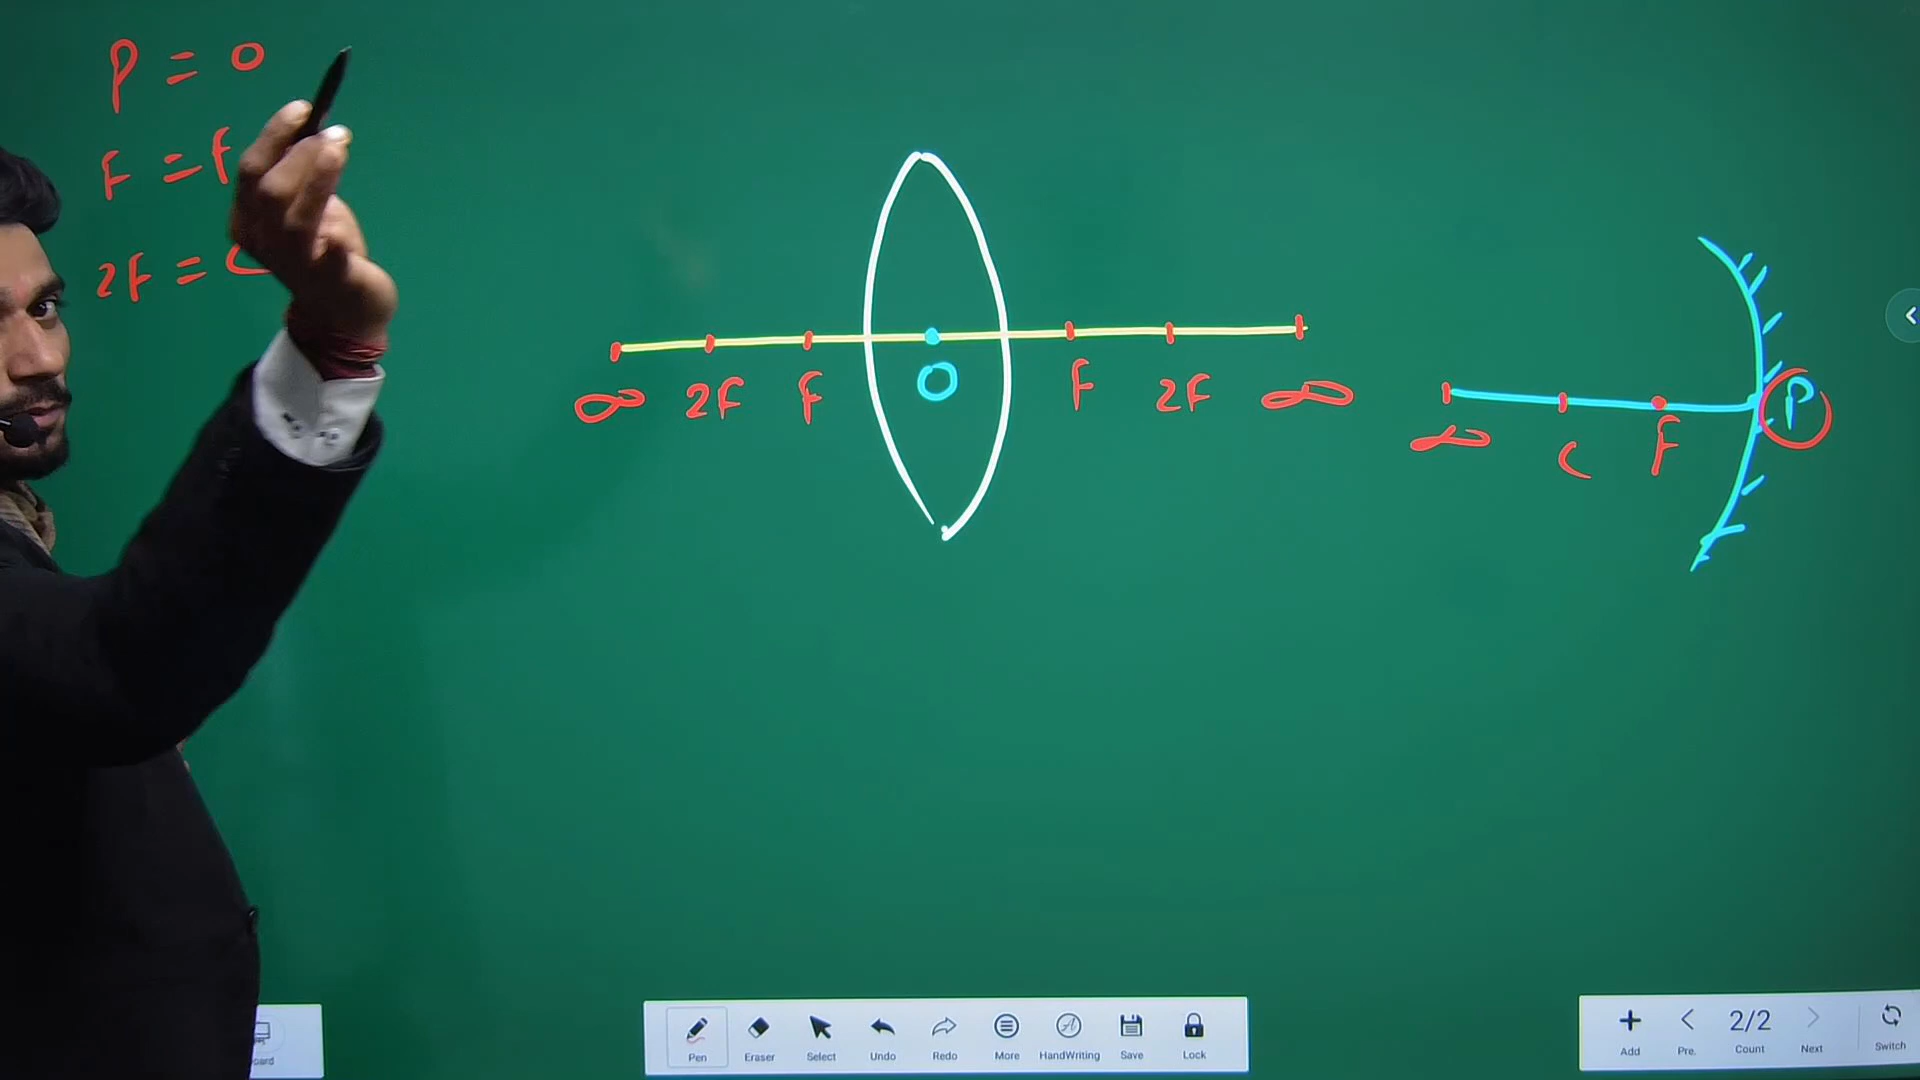 P = O
F = F
2F = C
∞ 2F F O F 2F ∞
∞ C F P
Pen Eraser Select Undo Redo More HandWriting Save Lock
Add Pre. 2/2 Count Next Switch